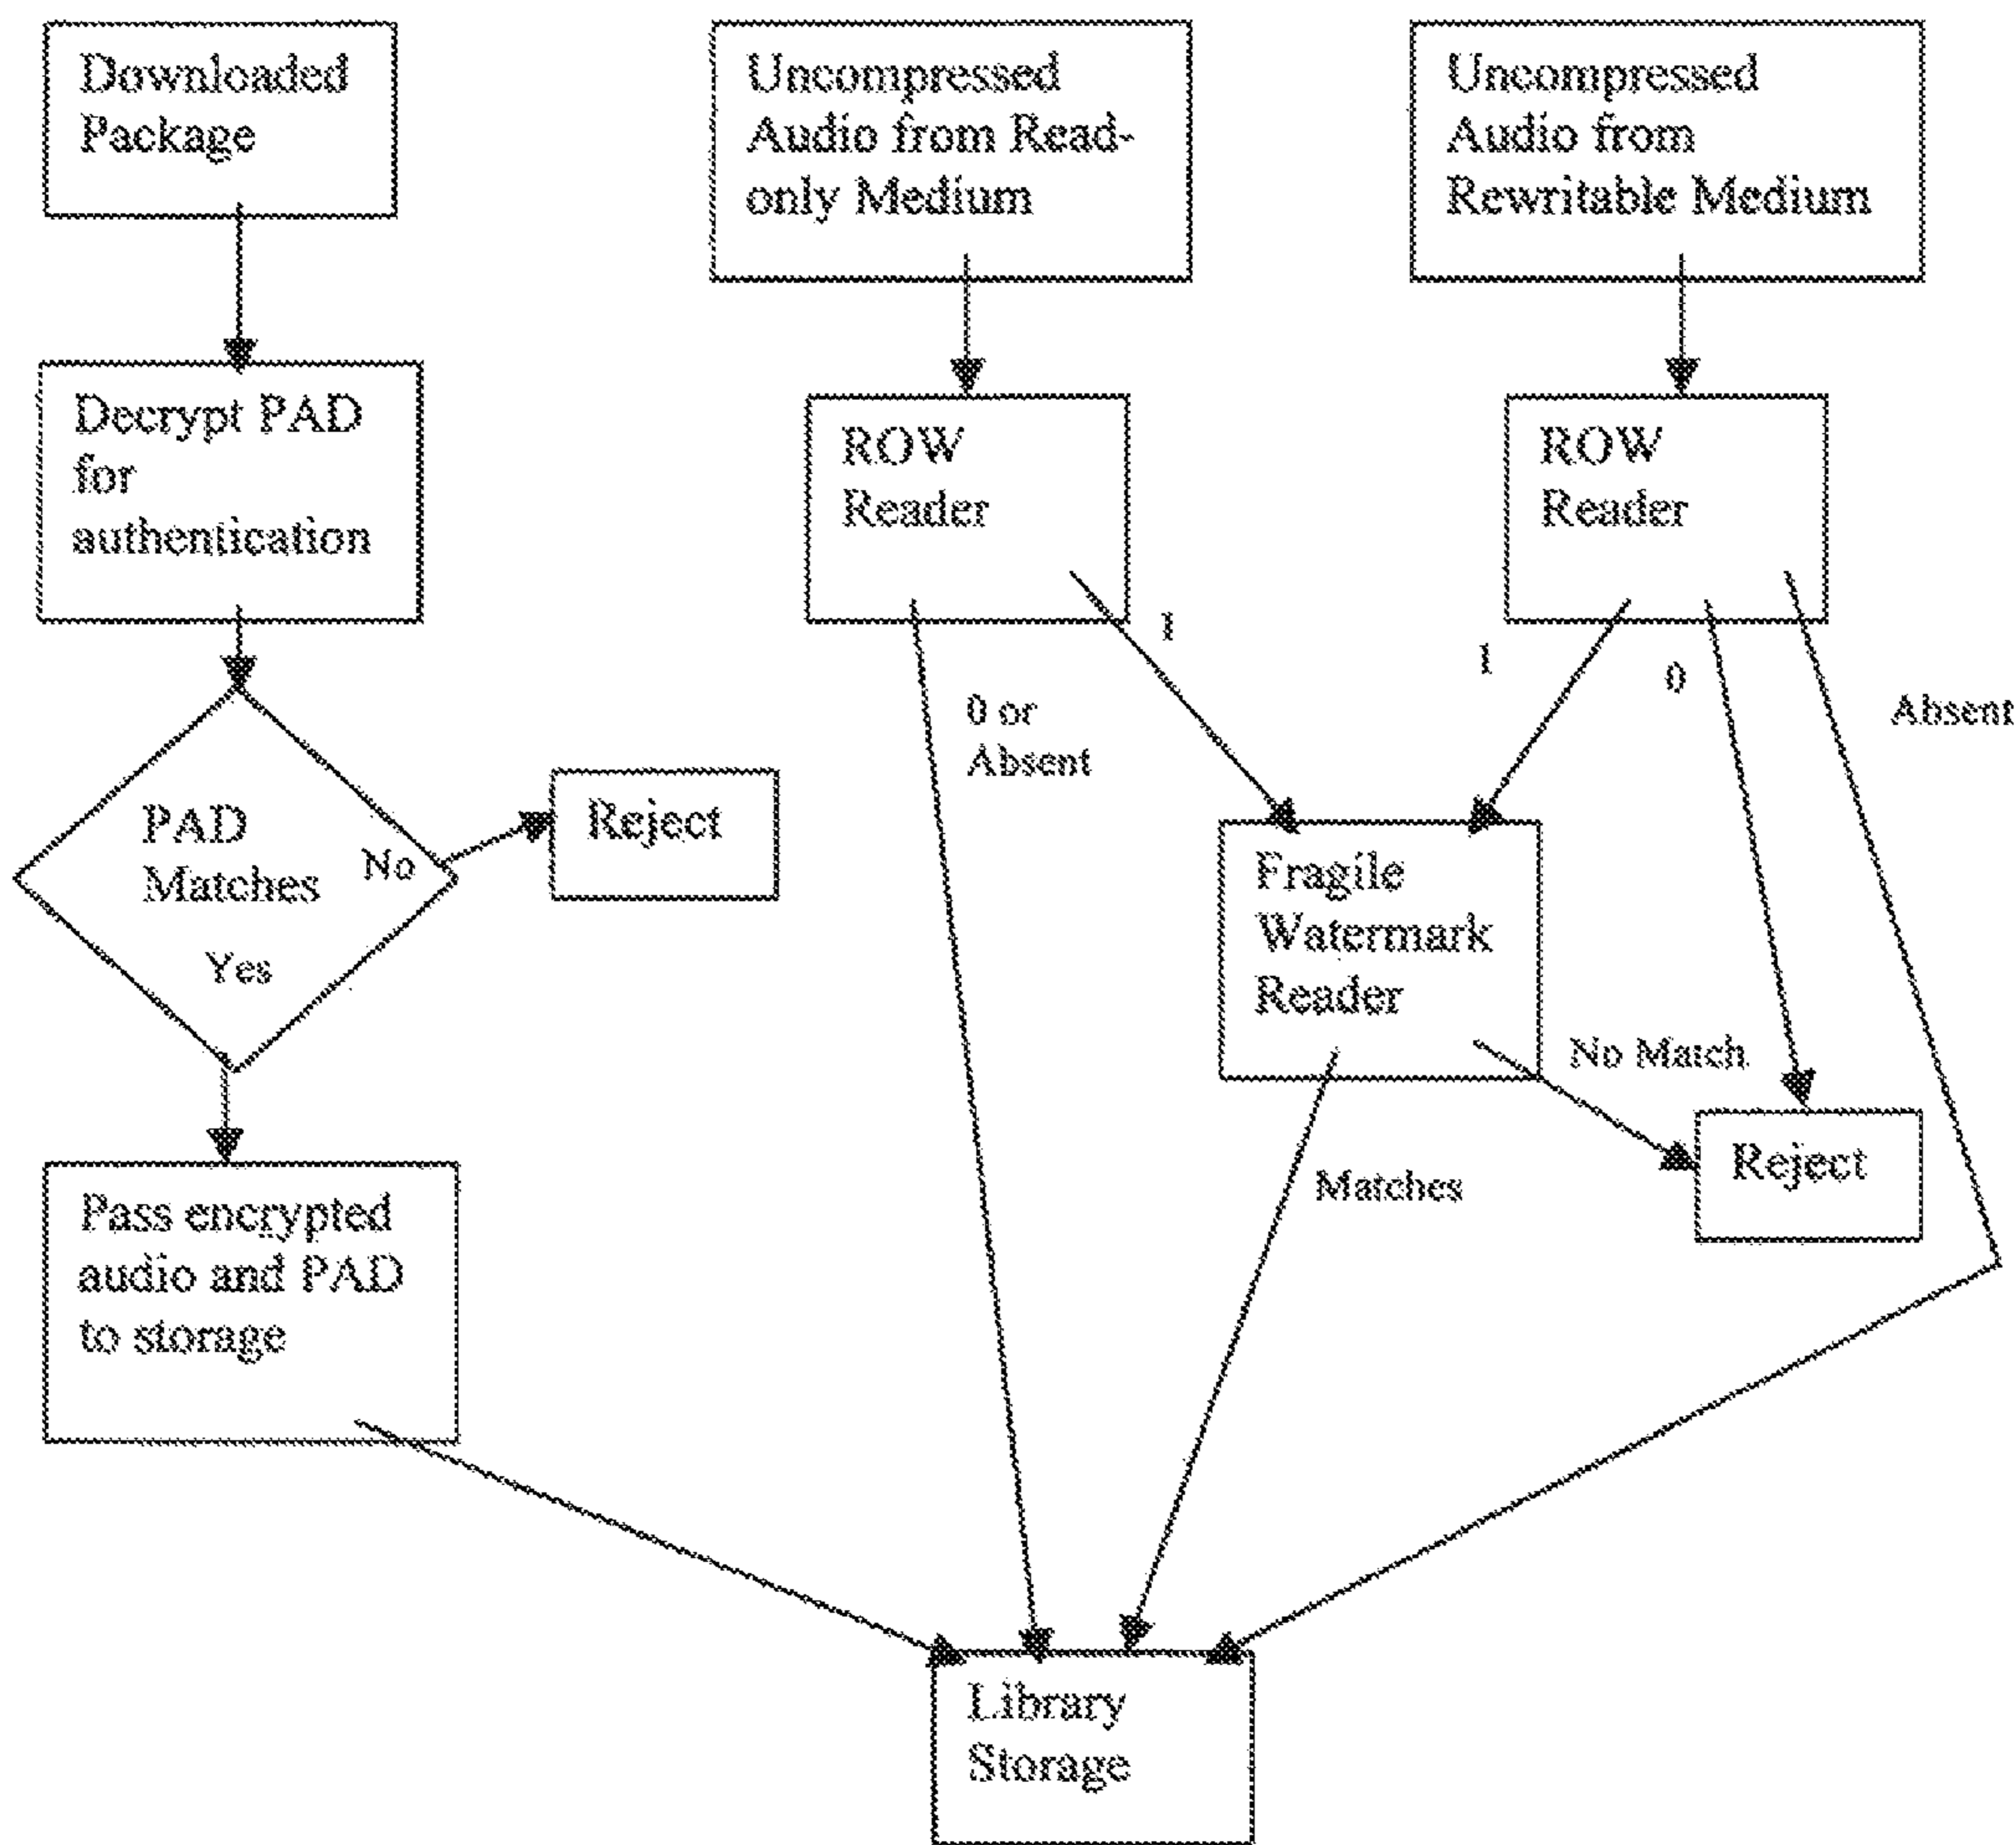 Downloaded
Package
Uncompressed
Audio from Read-
only Medium
Uncompressed
Audio from
Rewritable Medium
Decrypt PAD
for
authentication
ROW
Reader
ROW
Reader
1
1
0
Absent
0 or
Absent
PAD
Matches
No
Yes
Reject
Fragile
Watermark
Reader
No Match
Matches
Reject
Pass encrypted
audio and PAD
to storage
Library
Storage